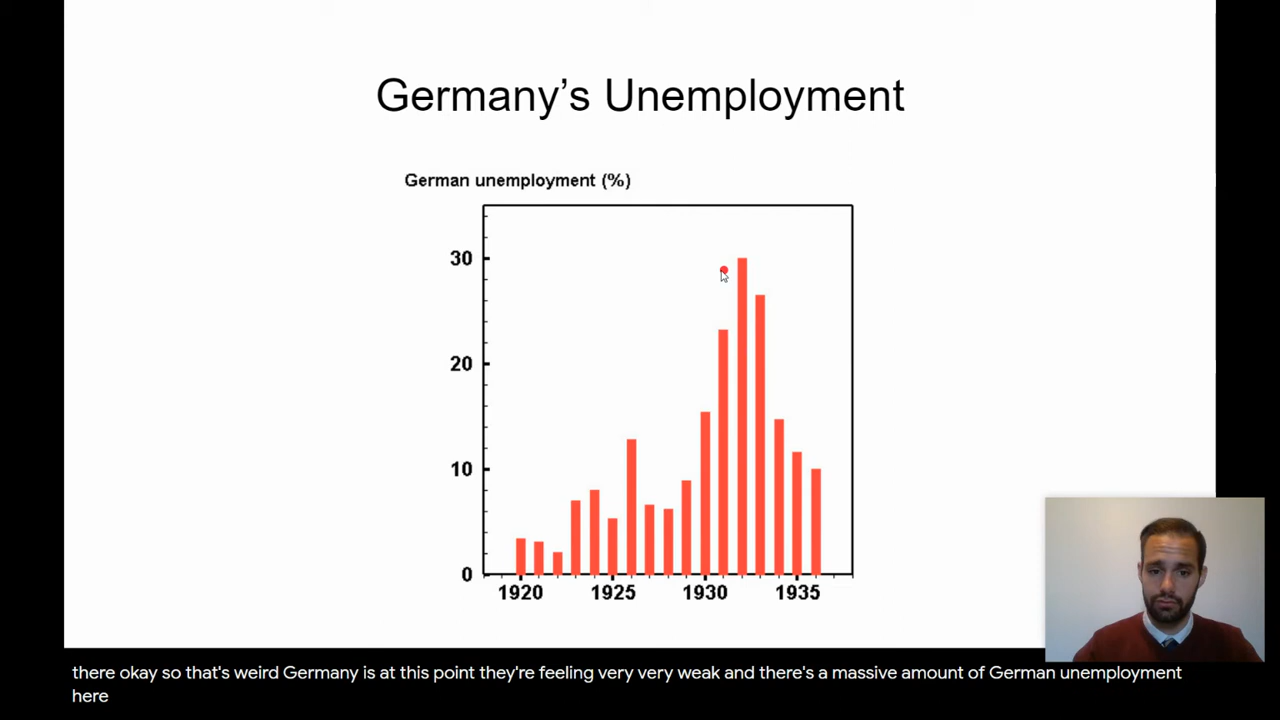 Germany’s Unemployment
German unemployment (%)
30
20
10
0
1920 1925 1930 1935
there okay so that's weird Germany is at this point they're feeling very very weak and there's a massive amount of German unemployment
here